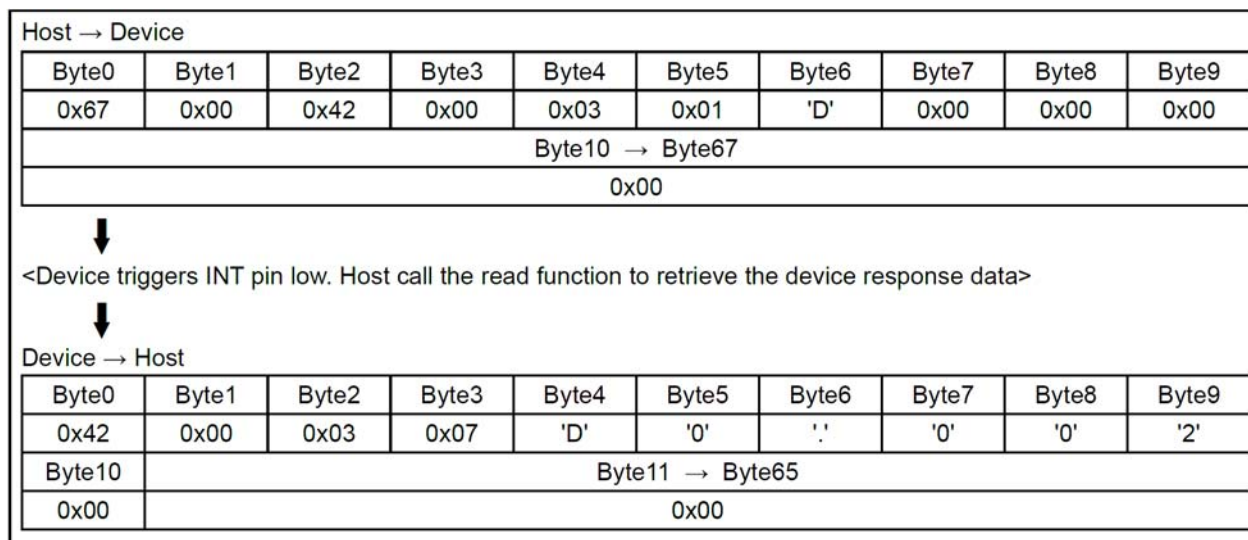 Host → Device
Byte0 Byte1 Byte2 Byte3 Byte4 Byte5 Byte6 Byte7 Byte8 Byte9
0x67 0x00 0x42 0x00 0x03 0x01 'D' 0x00 0x00 0x00
Byte10 → Byte67
0x00
<Device triggers INT pin low. Host call the read function to retrieve the device response data>
Device → Host
Byte0 Byte1 Byte2 Byte3 Byte4 Byte5 Byte6 Byte7 Byte8 Byte9
0x42 0x00 0x03 0x07 'D' '0' '.' '0' '0' '2'
Byte10 Byte11 → Byte65
0x00 0x00